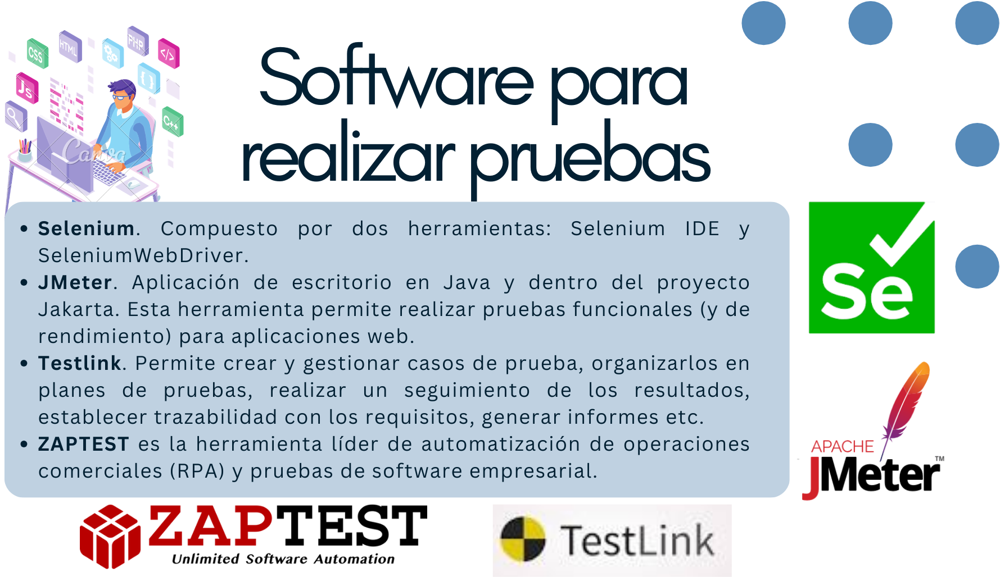 CSS
HTML
PHP
</>
Js
{ }
C++
Canva
Software para
realizar pruebas
• Selenium. Compuesto por dos herramientas: Selenium IDE y
SeleniumWebDriver.
• JMeter. Aplicación de escritorio en Java y dentro del proyecto
Jakarta. Esta herramienta permite realizar pruebas funcionales (y de
rendimiento) para aplicaciones web.
• Testlink. Permite crear y gestionar casos de prueba, organizarlos en
planes de pruebas, realizar un seguimiento de los resultados,
establecer trazabilidad con los requisitos, generar informes etc.
• ZAPTEST es la herramienta líder de automatización de operaciones
comerciales (RPA) y pruebas de software empresarial.
Se
APACHE
JMeter™
ZAPTEST
Unlimited Software Automation
TestLink